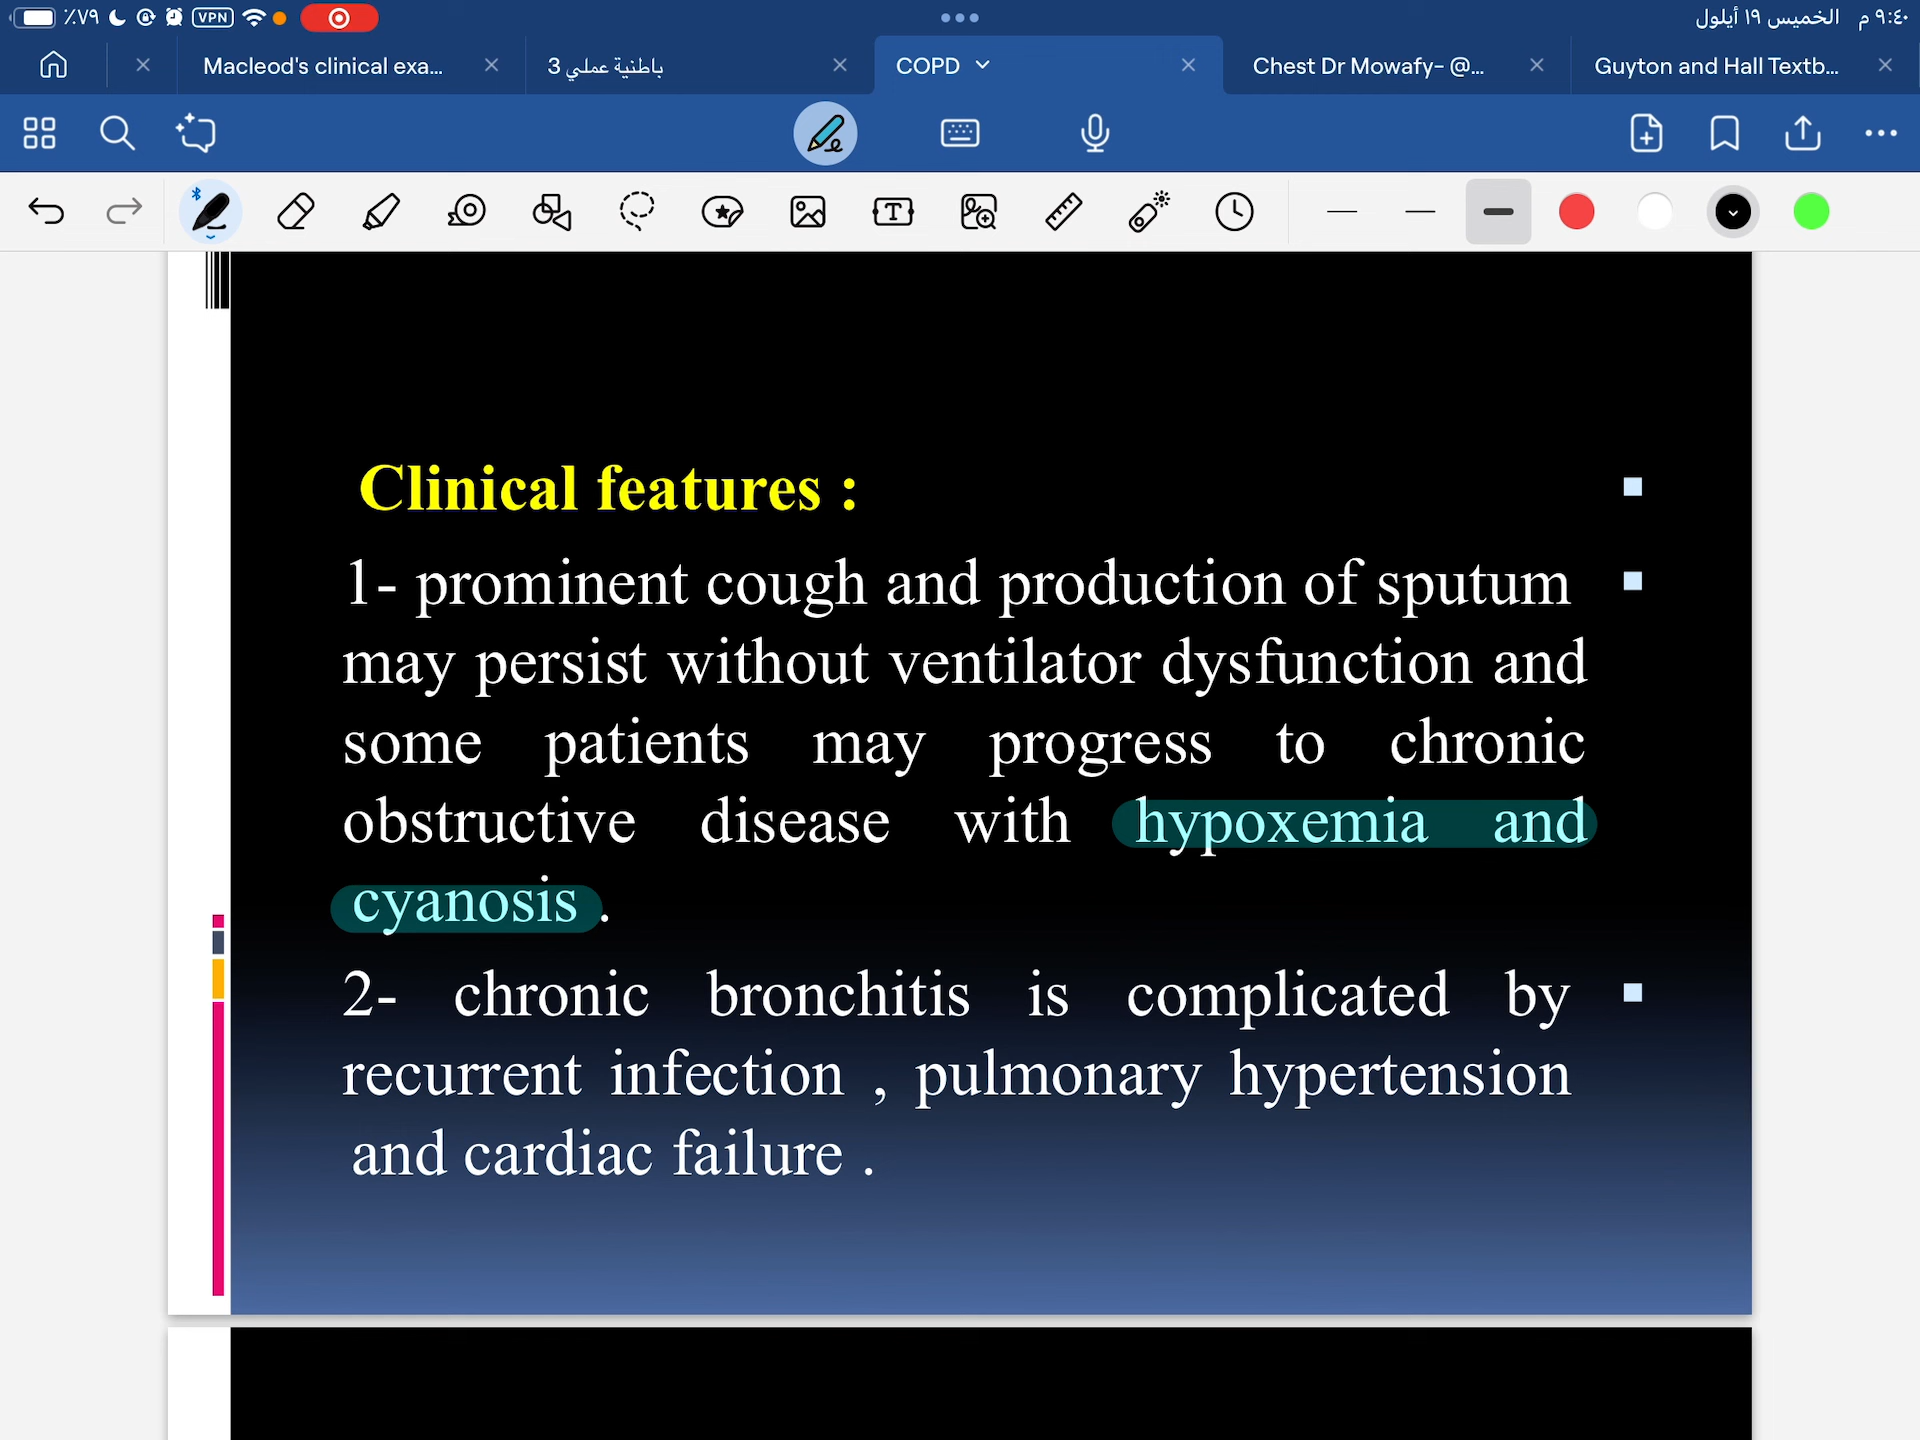 ٪٧٩ VPN
الخميس ١٩ أيلول ٩:٤٠ م
Macleod's clinical exa...
باطنية عملي 3
COPD
Chest Dr Mowafy- @...
Guyton and Hall Textb...
Clinical features :
1- prominent cough and production of sputum
may persist without ventilator dysfunction and
some patients may progress to chronic
obstructive disease with hypoxemia and
cyanosis .
2- chronic bronchitis is complicated by
recurrent infection , pulmonary hypertension
and cardiac failure .